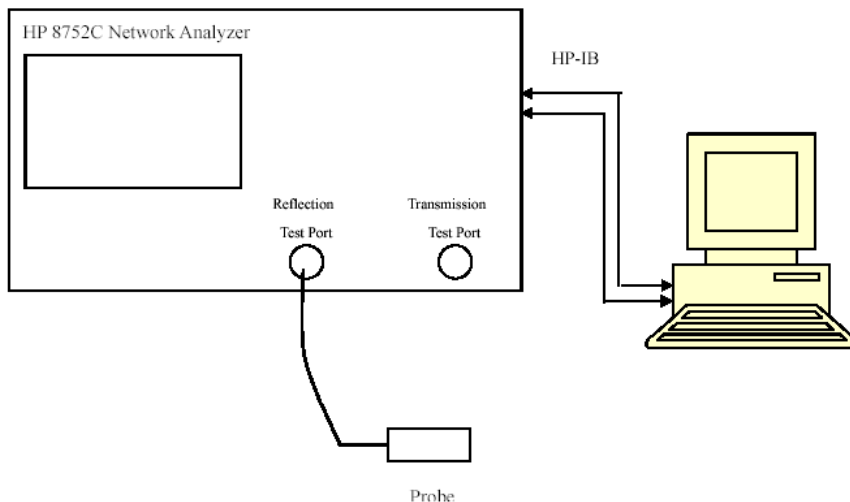 HP 8752C Network Analyzer
HP-IB
Reflection
Test Port
Transmission
Test Port
Probe